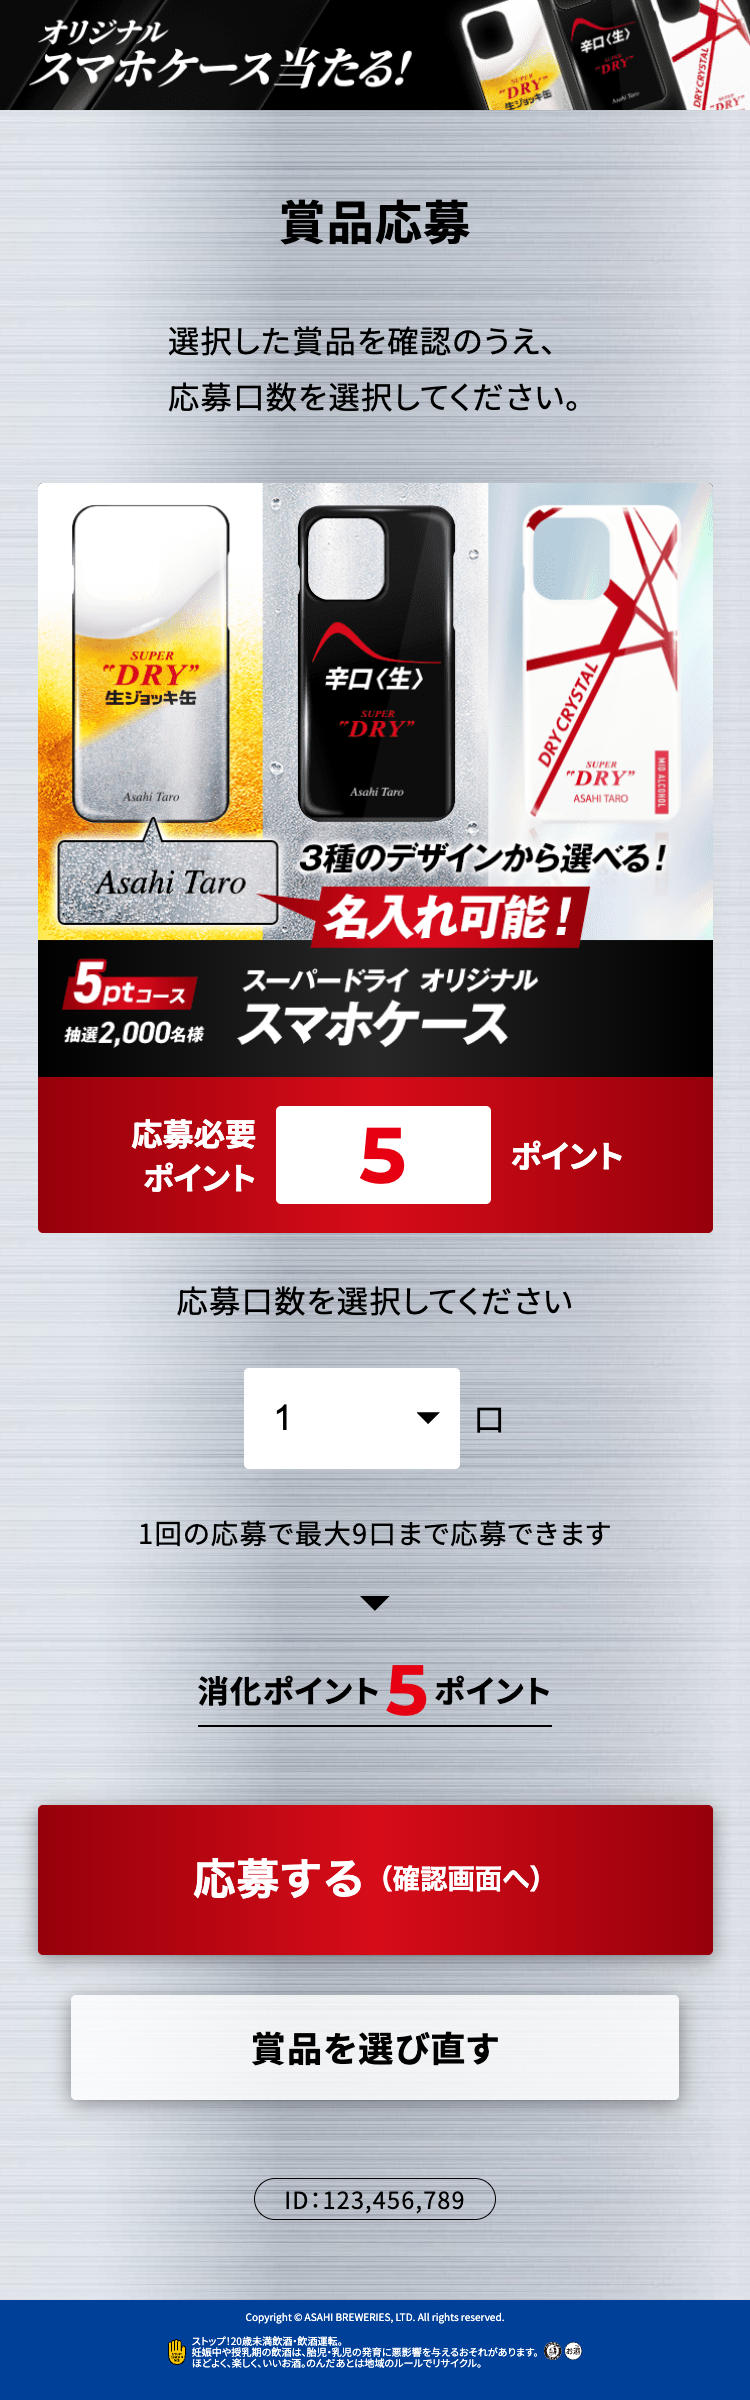 オリジナル
スマホケース当たる!
辛口〈生〉
SUPER
"DRY"
生ジョッキ缶
SUPER
"DRY"
Asahi Taro
DRY CRYSTAL
"DRY"
賞品応募
選択した賞品を確認のうえ、
応募口数を選択してください。
SUPER
"DRY"
生ジョッキ缶
Asahi Taro
辛口〈生〉
SUPER
"DRY"
Asahi Taro
DRY CRYSTAL
SUPER
"DRY"
ASAHI TARO
MID ALCOHOL
Asahi Taro
3種のデザインから選べる!
名入れ可能!
5ptコース
抽選2,000名様
スーパードライ オリジナル
スマホケース
応募必要
ポイント
5
ポイント
応募口数を選択してください
1
口
1回の応募で最大9口まで応募できます
消化ポイント5ポイント
応募する(確認画面へ)
賞品を選び直す
ID:123,456,789
Copyright © ASAHI BREWERIES, LTD. All rights reserved.
ストップ!20歳未満飲酒・飲酒運転。
妊娠中や授乳期の飲酒は、胎児・乳児の発育に悪影響を与えるおそれがあります。
ほどよく、楽しく、いいお酒。のんだあとは地域のルールでリサイクル。
お酒